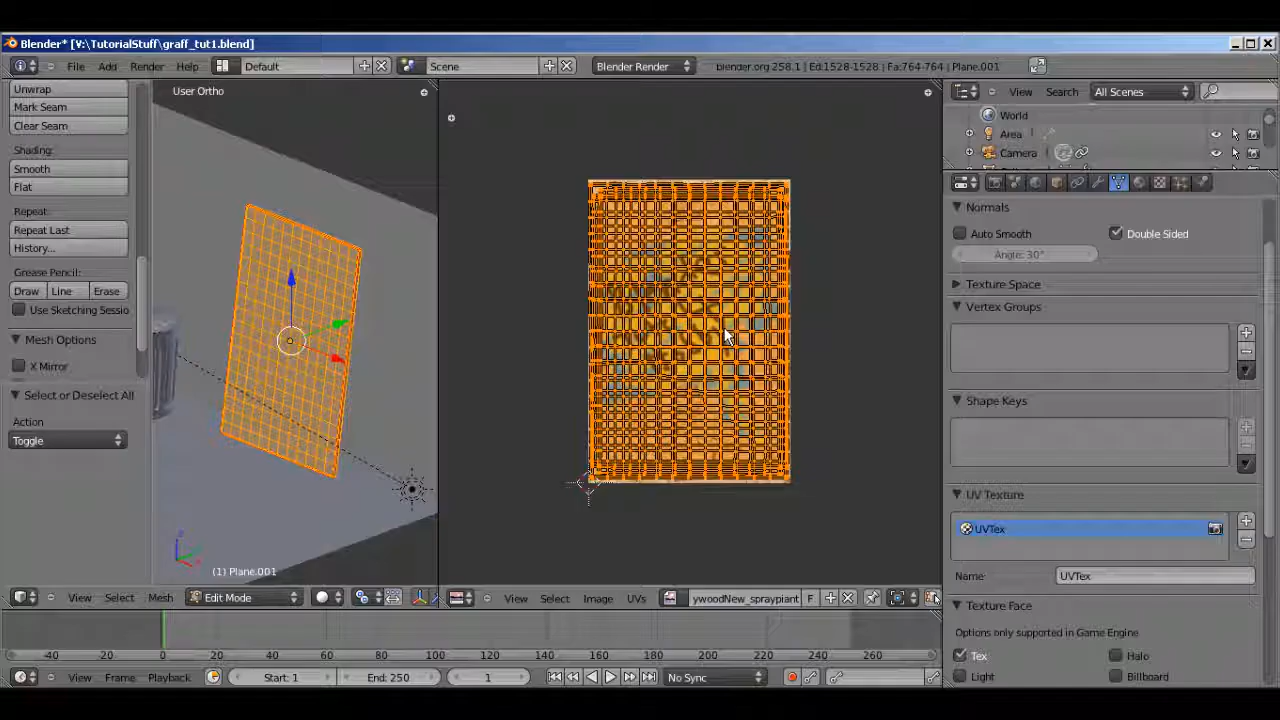 Blender* [V:\TutorialStuff\graff_tut1.blend]
File Add Render Help Default Scene Blender Render blender.org 258.1 | Ed:1528-1528 | Fa:764-764 | Plane.001
Unwrap
Mark Seam
Clear Seam
Shading:
Smooth
Flat
Repeat:
Repeat Last
History...
Grease Pencil:
Draw Line Erase
Use Sketching Sessio
Mesh Options
X Mirror
Select or Deselect All
Action
Toggle
User Ortho
(1) Plane.001
View Select Mesh Edit Mode
View Select Image UVs ywoodNew_spraypiant F
View Search All Scenes
World
Area
Camera
Normals
Auto Smooth Double Sided
Angle: 30°
Texture Space
Vertex Groups
Shape Keys
UV Texture
UVTex
Name: UVTex
Texture Face
Options only supported in Game Engine
Tex Halo
Light Billboard
-40 -20 0 20 40 60 80 100 120 140 160 180 200 220 240 260
View Frame Playback Start: 1 End: 250 1 No Sync